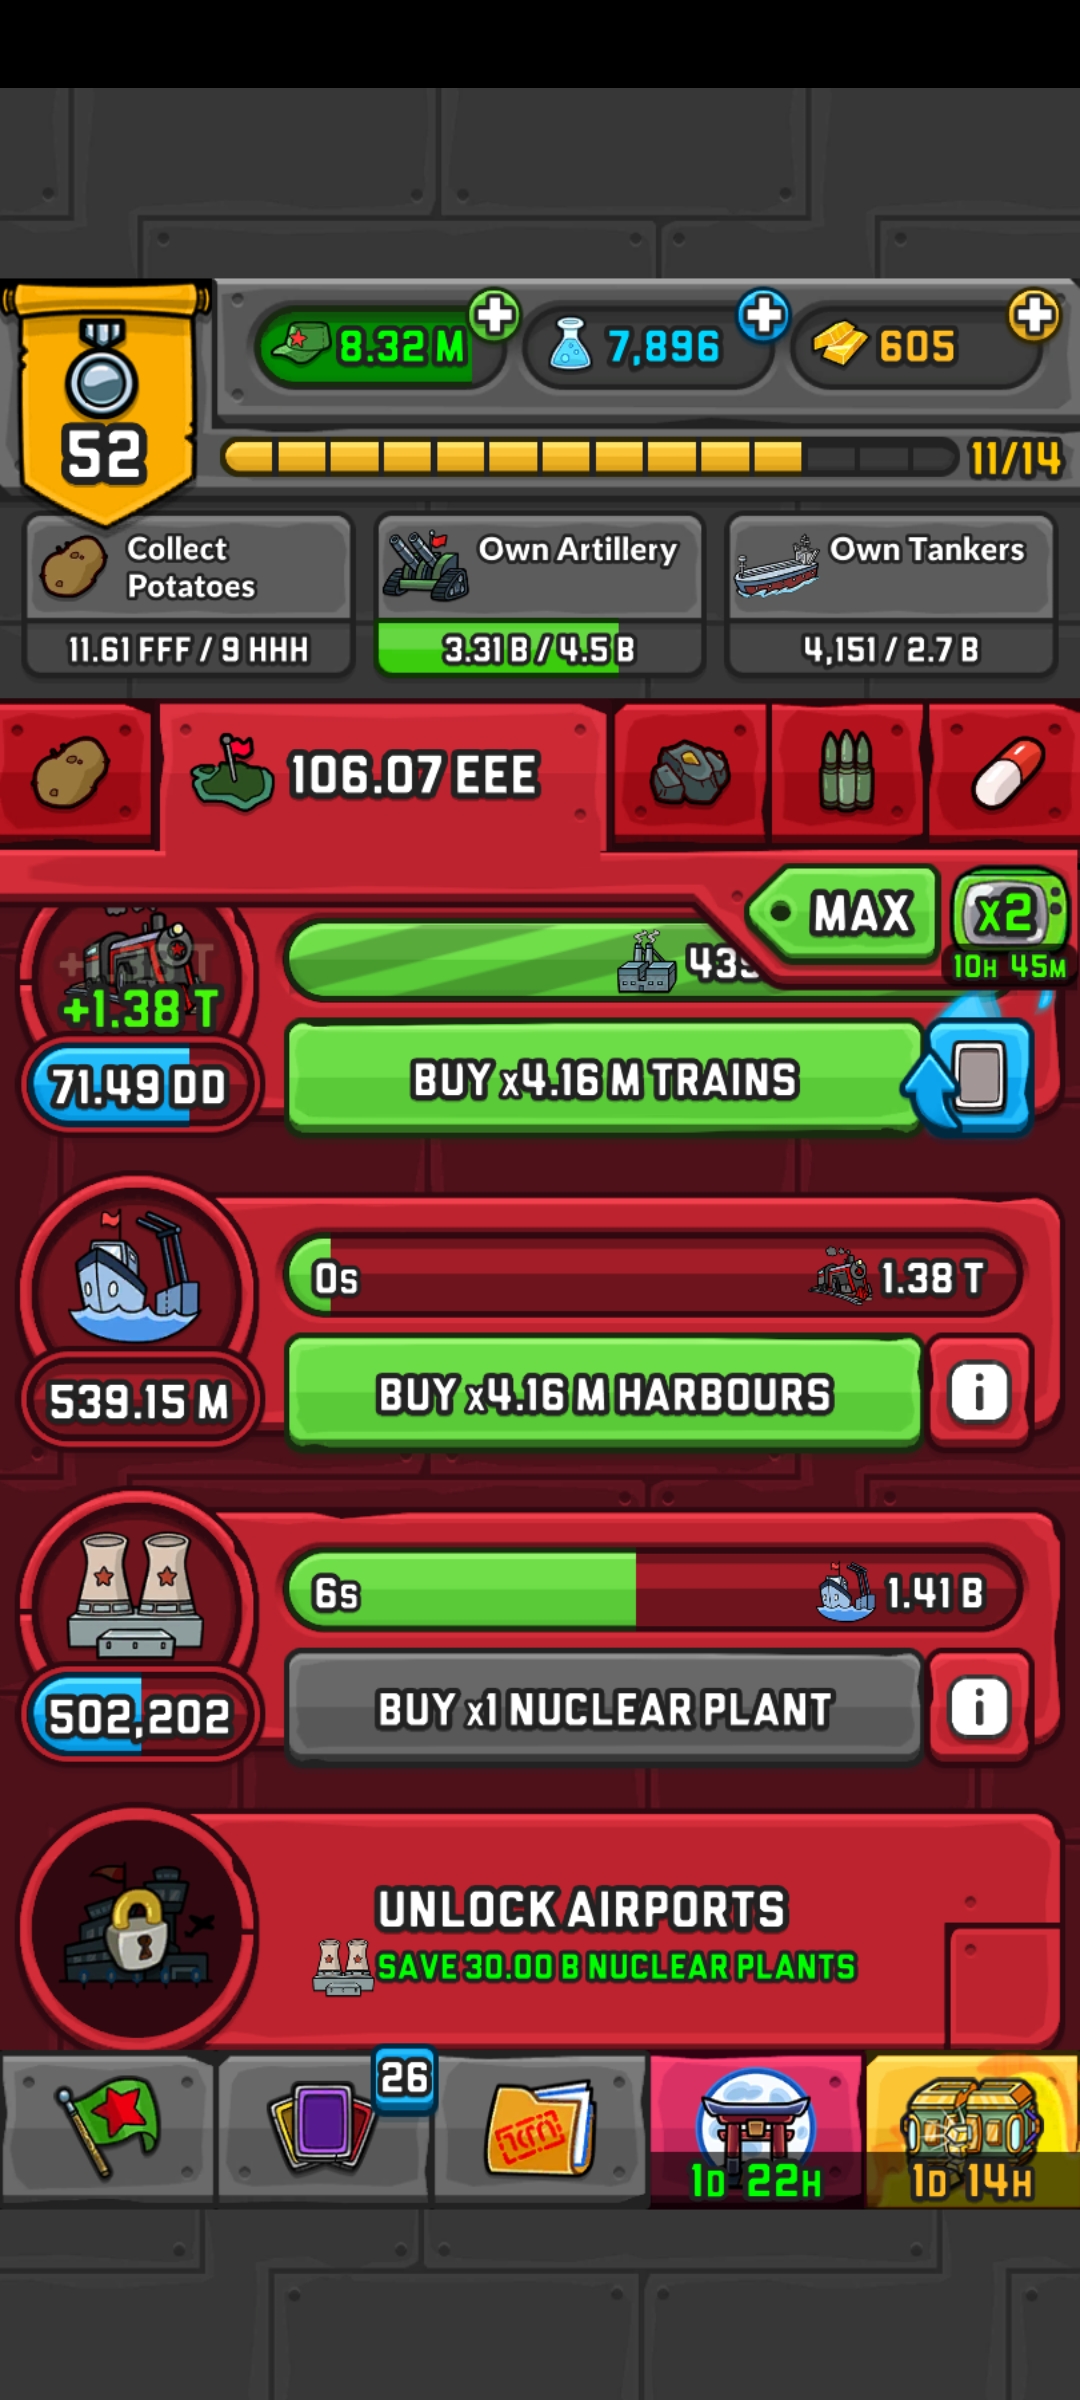 8.32 M
7,896
605
52
11/14
Collect
Potatoes
Own Artillery
Own Tankers
11.61 FFF / 9 HHH
3.31 B / 4.5 B
4,151 / 2.7 B
106.07 EEE
MAX
x2
10H 45M
+1.38 T
71.49 DD
BUY x4.16 M TRAINS
0s
1.38 T
539.15 M
BUY x4.16 M HARBOURS
i
6s
1.41 B
502,202
BUY x1 NUCLEAR PLANT
i
UNLOCK AIRPORTS
SAVE 30.00 B NUCLEAR PLANTS
26
1D 22H
1D 14H